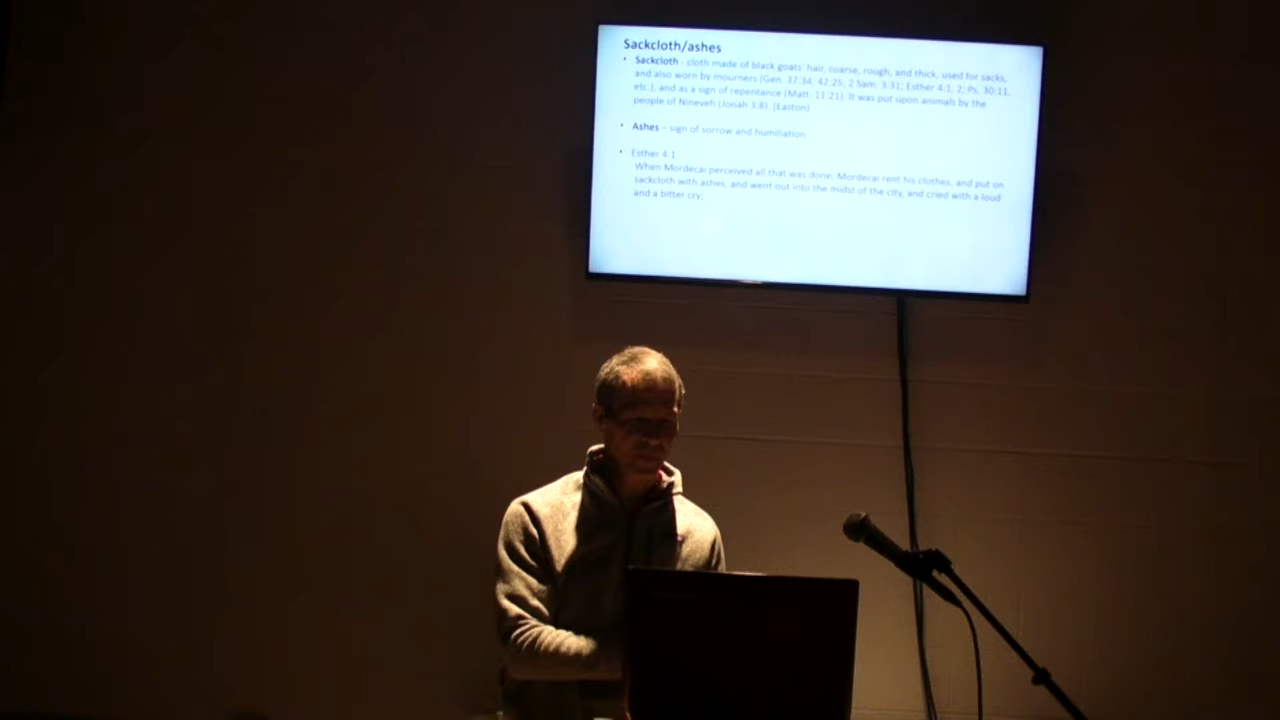 Sackcloth/ashes
• Sackcloth - cloth made of black goats' hair, coarse, rough, and thick, used for sacks,
and also worn by mourners (Gen. 37:34; 42:25; 2 Sam. 3:31; Esther 4:1, 2; Ps. 30:11,
etc.), and as a sign of repentance (Matt. 11:21). It was put upon animals by the
people of Nineveh (Jonah 3:8). (Easton)
• Ashes – sign of sorrow and humiliation
• Esther 4:1
When Mordecai perceived all that was done, Mordecai rent his clothes, and put on
sackcloth with ashes, and went out into the midst of the city, and cried with a loud
and a bitter cry;